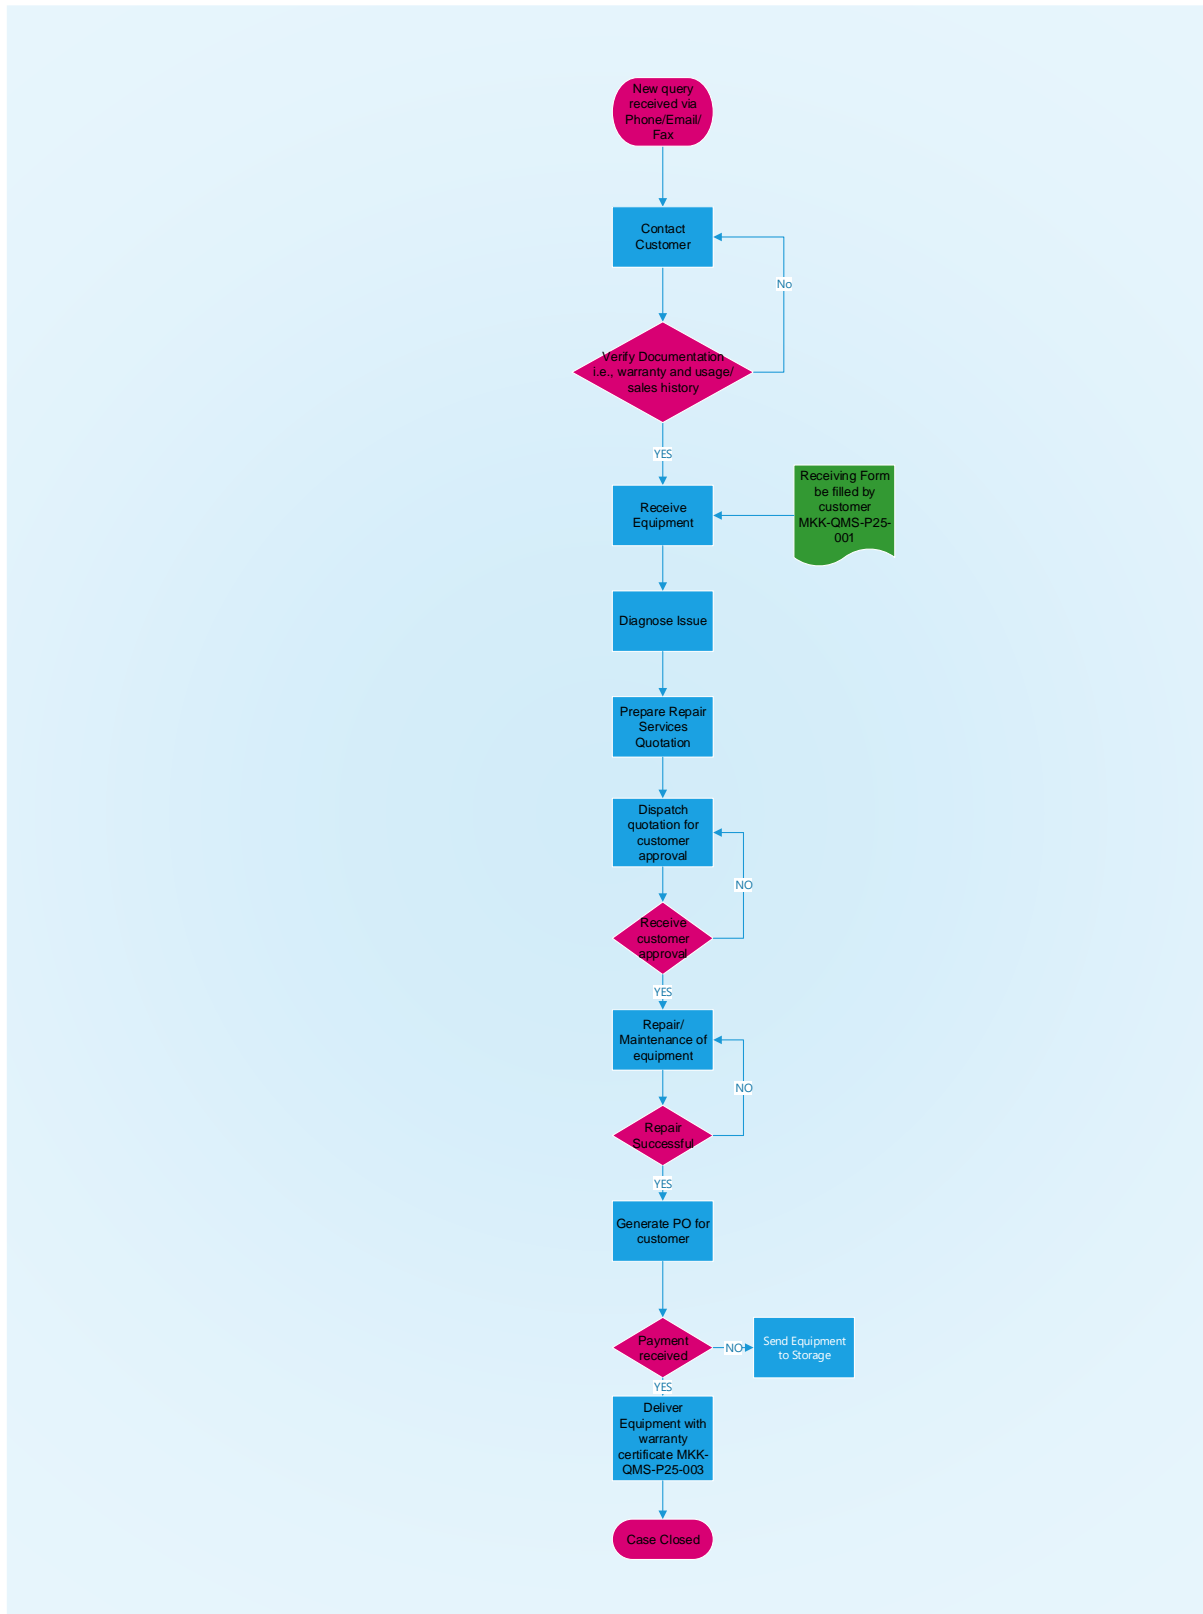 New query
received via
Phone/Email/
Fax
Contact
Customer
No
Verify Documentation
i.e., warranty and usage/
sales history
YES
Receive
Equipment
Receiving Form
be filled by
customer
MKK-QMS-P25-
001
Diagnose Issue
Prepare Repair
Services
Quotation
Dispatch
quotation for
customer
approval
NO
Receive
customer
approval
YES
Repair/
Maintenance of
equipment
NO
Repair
Successful
YES
Generate PO for
customer
Payment
received
NO
Send Equipment
to Storage
YES
Deliver
Equipment with
warranty
certificate MKK-
QMS-P25-003
Case Closed